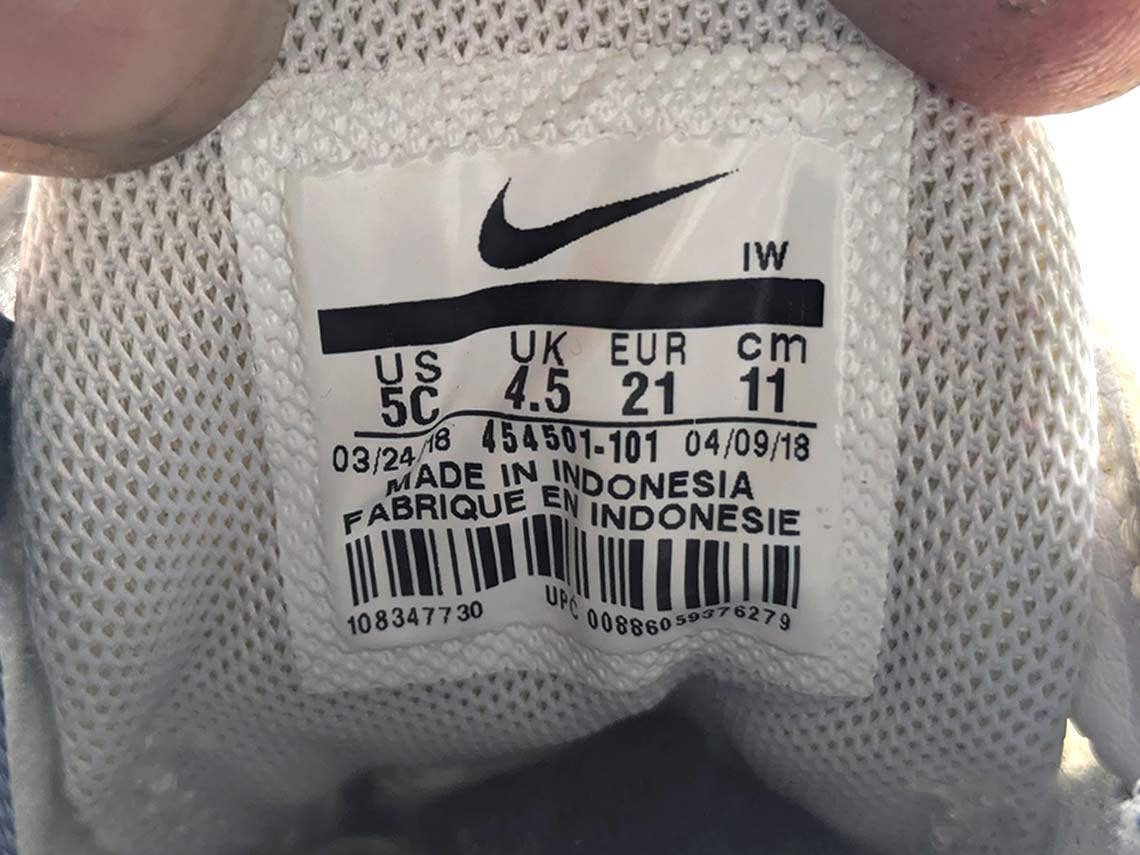 IW
US UK EUR cm
5C 4.5 21 11
03/24/18 454501-101 04/09/18
MADE IN INDONESIA
FABRIQUE EN INDONESIE
108347730 UPC 00886059376279